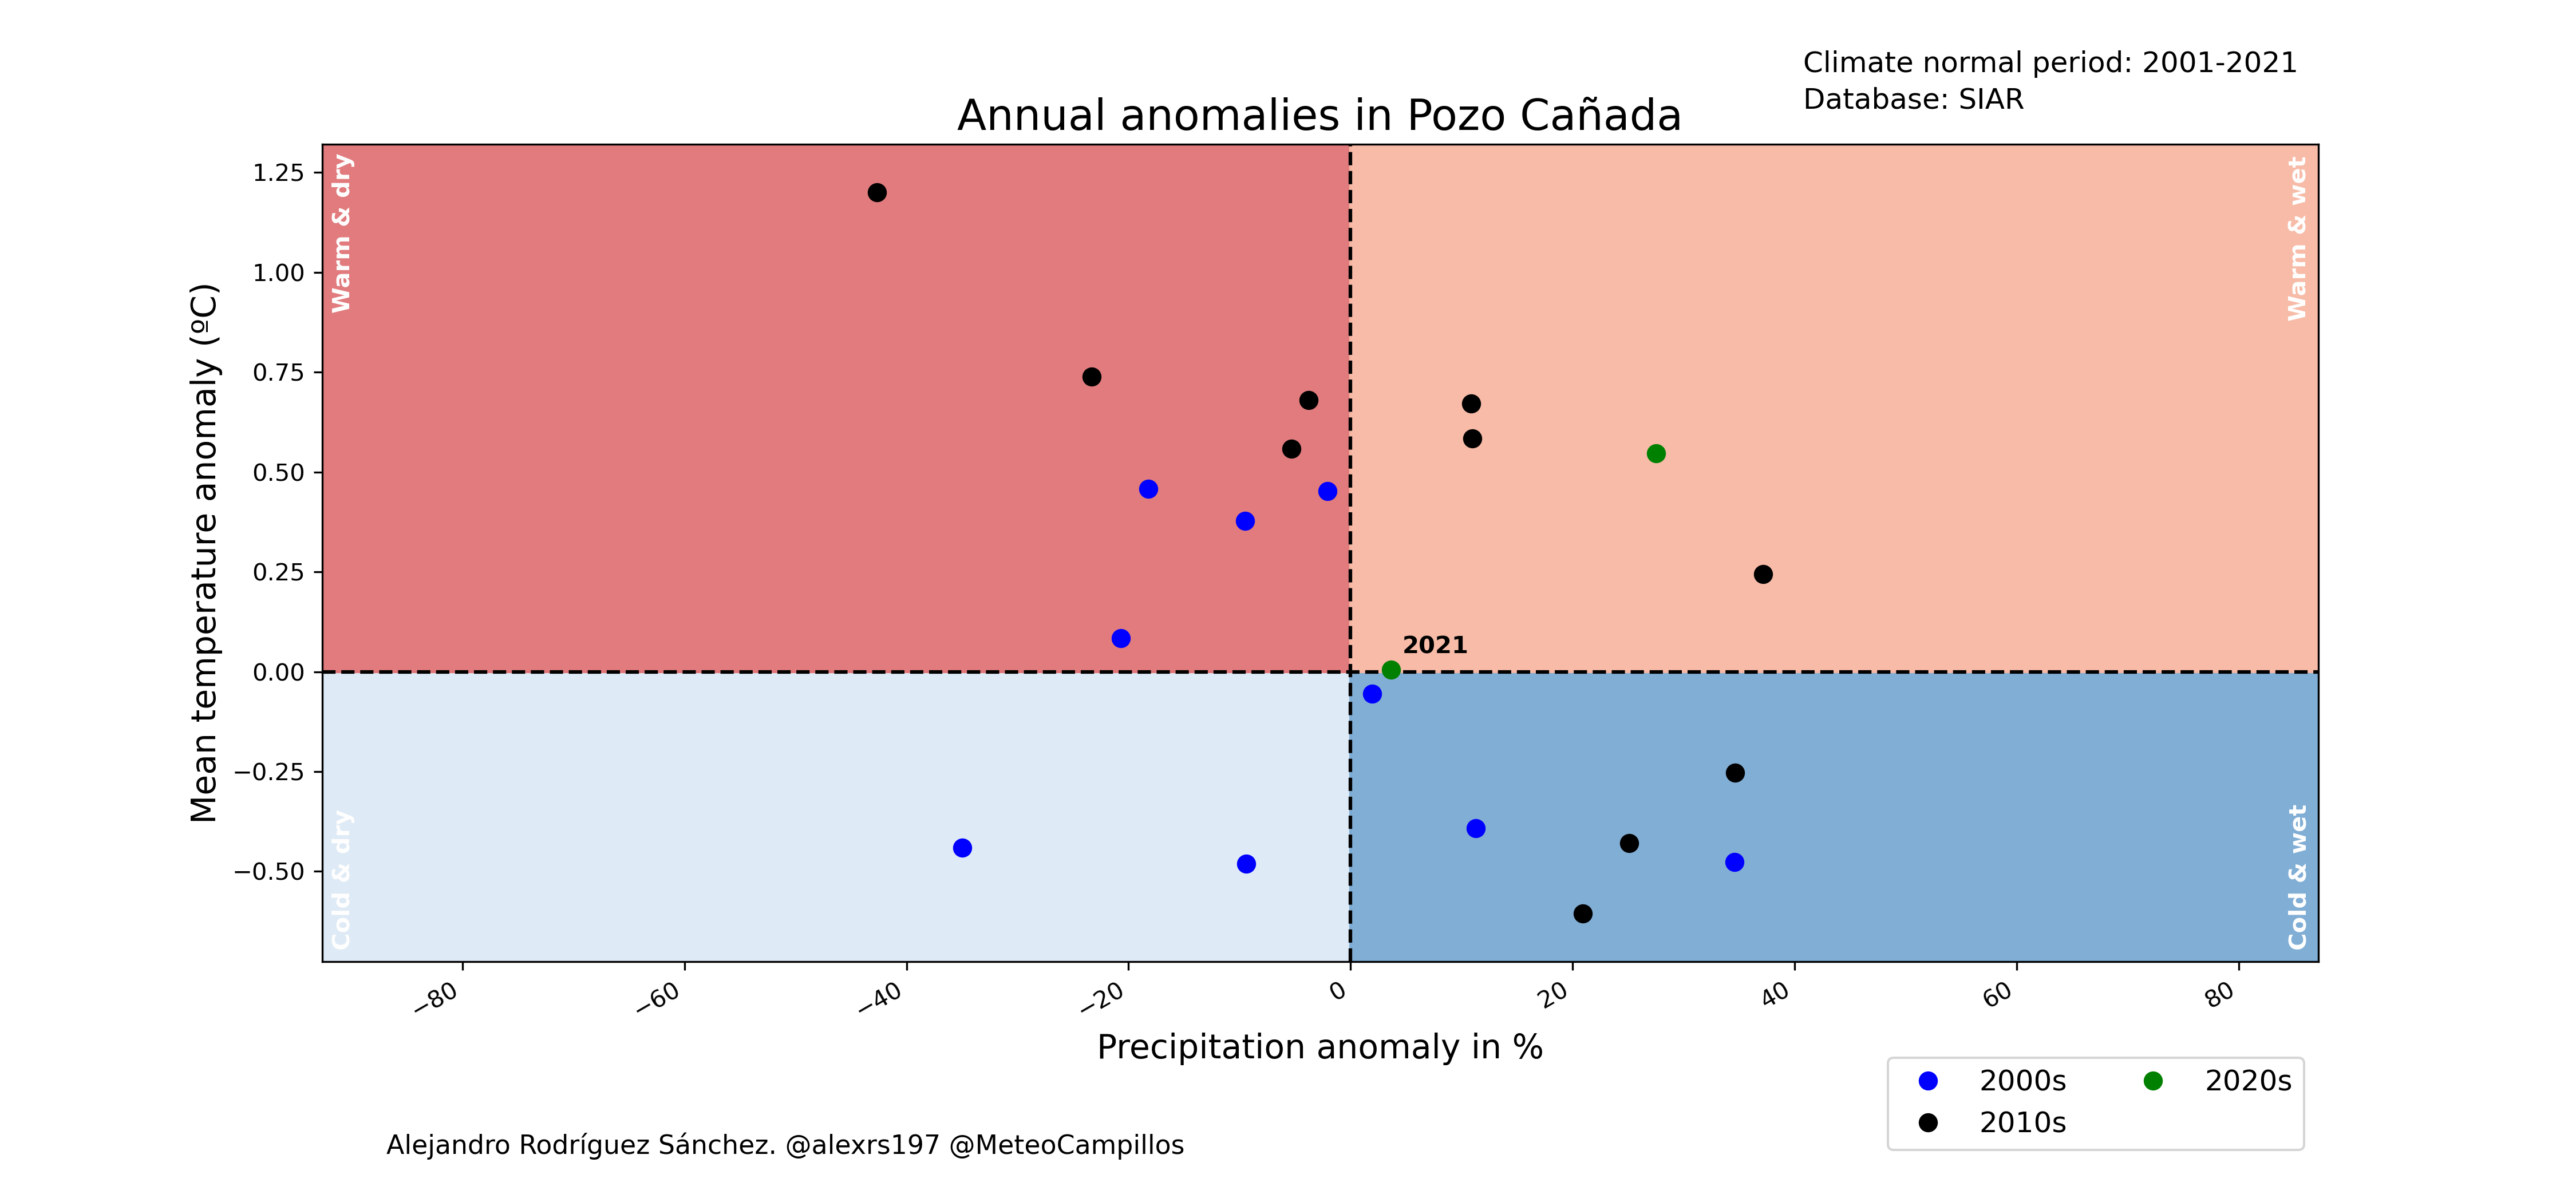 Climate normal period: 2001-2021
Database: SIAR
Annual anomalies in Pozo Cañada
Warm & dry
Warm & wet
Cold & dry
Cold & wet
Mean temperature anomaly (ºC)
1.25
1.00
0.75
0.50
0.25
0.00
−0.25
−0.50
2021
−80
−60
−40
−20
0
20
40
60
80
Precipitation anomaly in %
2000s
2010s
2020s
Alejandro Rodríguez Sánchez. @alexrs197 @MeteoCampillos